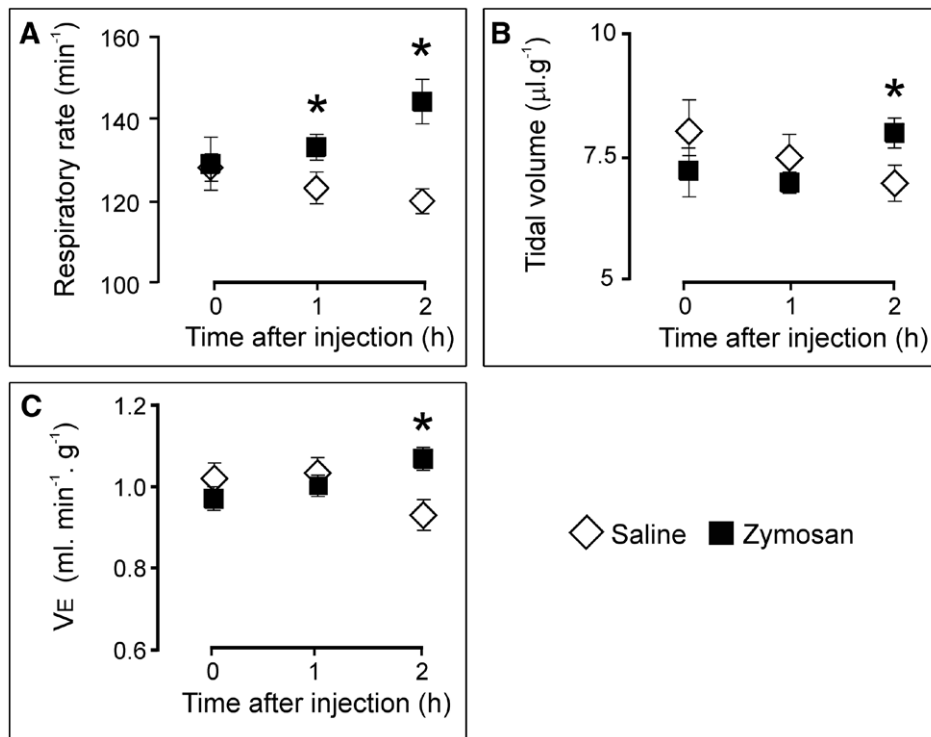 A
Respiratory rate (min⁻¹)
160
140
120
100
*
*
0 1 2
Time after injection (h)
B
Tidal volume (μl.g⁻¹)
10
7.5
5
*
0 1 2
Time after injection (h)
C
VE (ml. min⁻¹. g⁻¹)
1.2
1.0
0.8
0.6
*
0 1 2
Time after injection (h)
Saline Zymosan